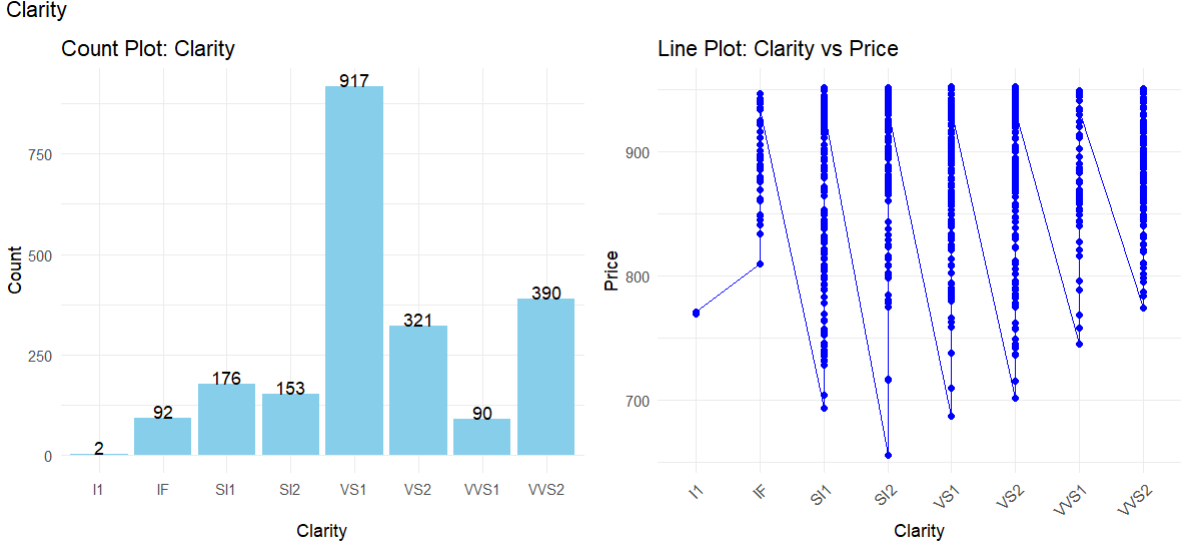 Clarity
Count Plot: Clarity
Count
750
500
250
0
917
390
321
176
153
92
90
2
I1 IF SI1 SI2 VS1 VS2 VVS1 VVS2
Clarity
Line Plot: Clarity vs Price
Price
900
800
700
I1 IF SI1 SI2 VS1 VS2 VVS1 VVS2
Clarity